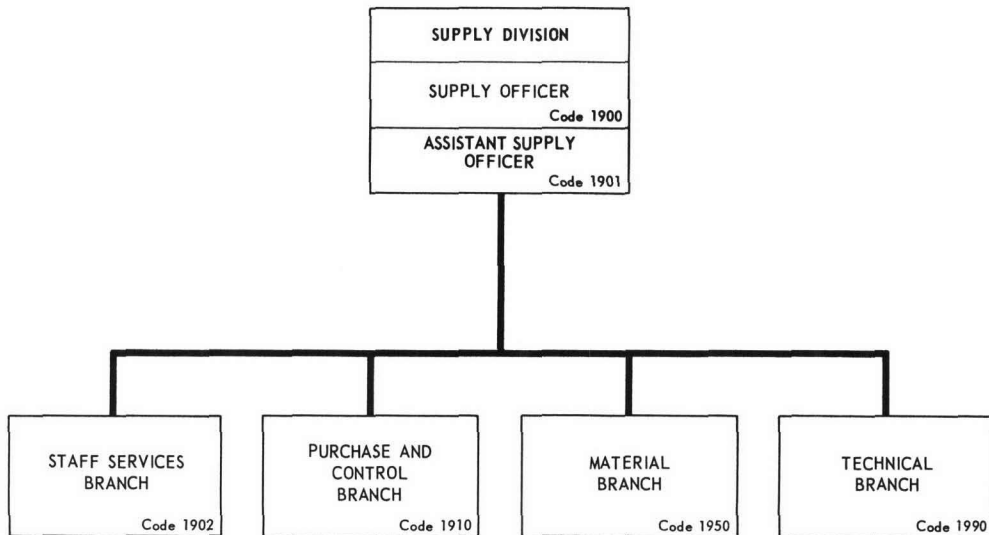 SUPPLY DIVISION
SUPPLY OFFICER
Code 1900
ASSISTANT SUPPLY
OFFICER
Code 1901
STAFF SERVICES
BRANCH
Code 1902
PURCHASE AND
CONTROL
BRANCH
Code 1910
MATERIAL
BRANCH
Code 1950
TECHNICAL
BRANCH
Code 1990